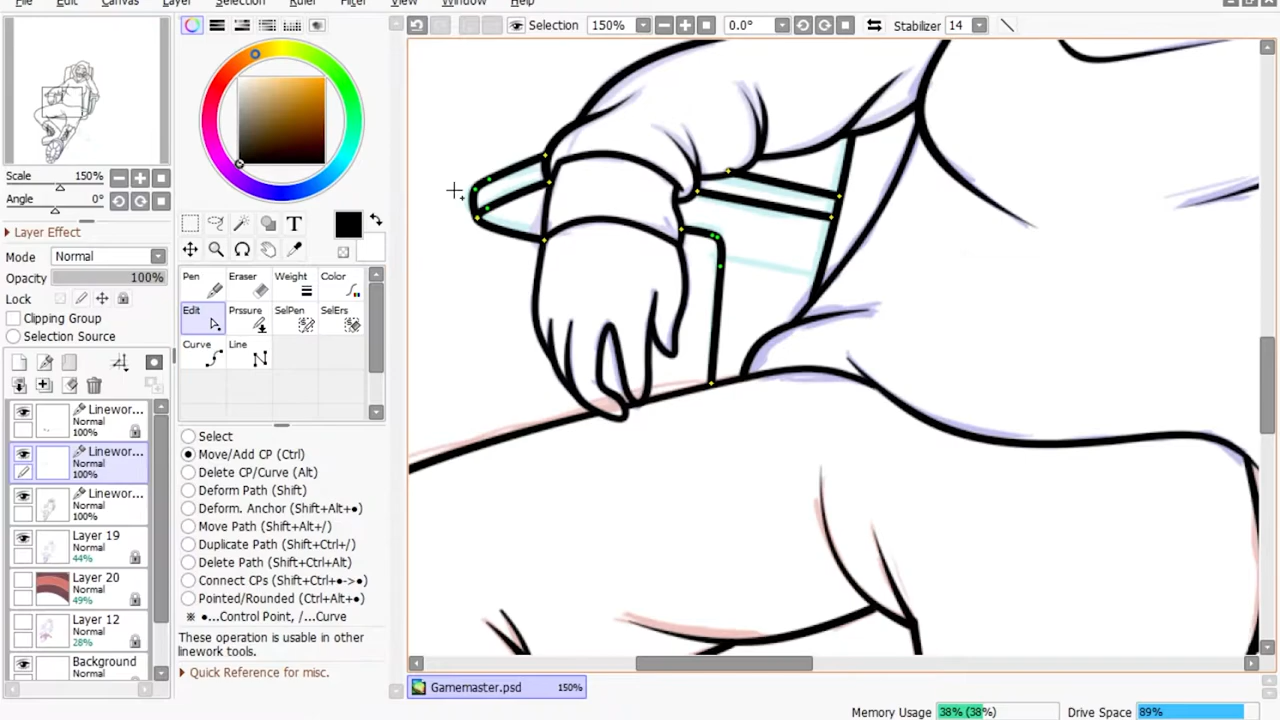 File Edit Canvas Layer Selection Ruler Filter View Window Help
Selection 150% 0.0° Stabilizer 14
Scale 150%
Angle 0°
Layer Effect
Mode Normal
Opacity 100%
Lock
Clipping Group
Selection Source
Linewor...
Normal
100%
Linewor...
Normal
100%
Linewor...
Normal
100%
Layer 19
Normal
44%
Layer 20
Normal
49%
Layer 12
Normal
28%
Background
Normal
T
Pen Eraser Weight Color
Edit Prssure SelPen SelErs
Curve Line
Select
Move/Add CP (Ctrl)
Delete CP/Curve (Alt)
Deform Path (Shift)
Deform. Anchor (Shift+Alt+●)
Move Path (Shift+Alt+/)
Duplicate Path (Shift+Ctrl+/)
Delete Path (Shift+Ctrl+Alt)
Connect CPs (Shift+Ctrl+●->●)
Pointed/Rounded (Ctrl+Alt+●)
※ ●...Control Point, /...Curve
These operation is usable in other
linework tools.
Quick Reference for misc.
Gamemaster.psd 150%
Memory Usage 38% (38%) Drive Space 89%